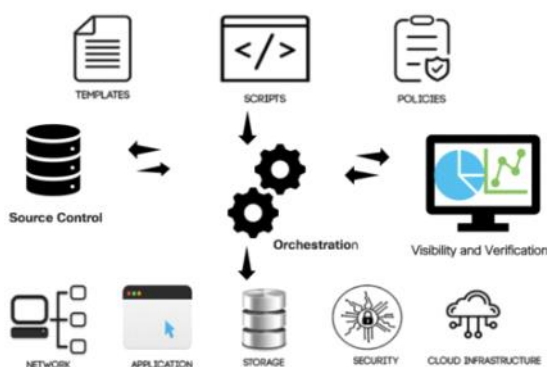 TEMPLATES
SCRIPTS
POLICIES
Source Control
Orchestration
Visibility and Verification
NETWORK
APPLICATION
STORAGE
SECURITY
CLOUD INFRASTRUCTURE